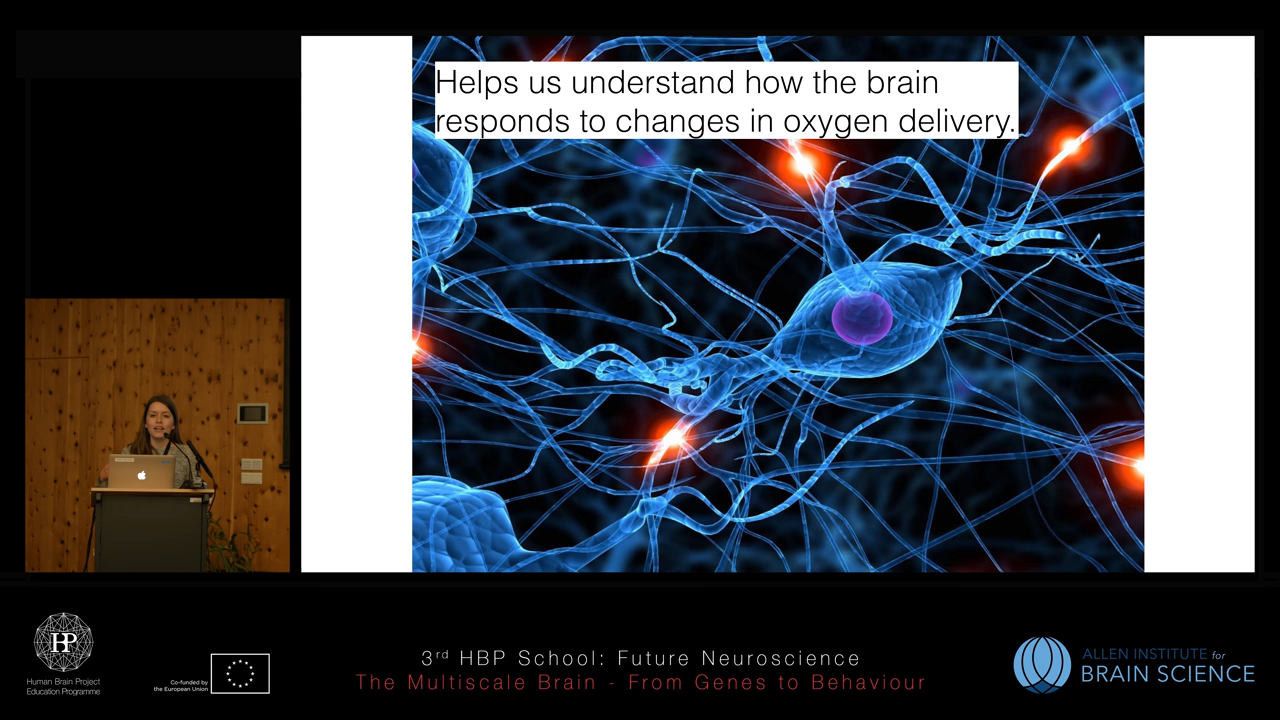 Helps us understand how the brain
responds to changes in oxygen delivery.
HP
Human Brain Project
Education Programme
Co-funded by
the European Union
3rd HBP School: Future Neuroscience
The Multiscale Brain - From Genes to Behaviour
ALLEN INSTITUTE for
BRAIN SCIENCE